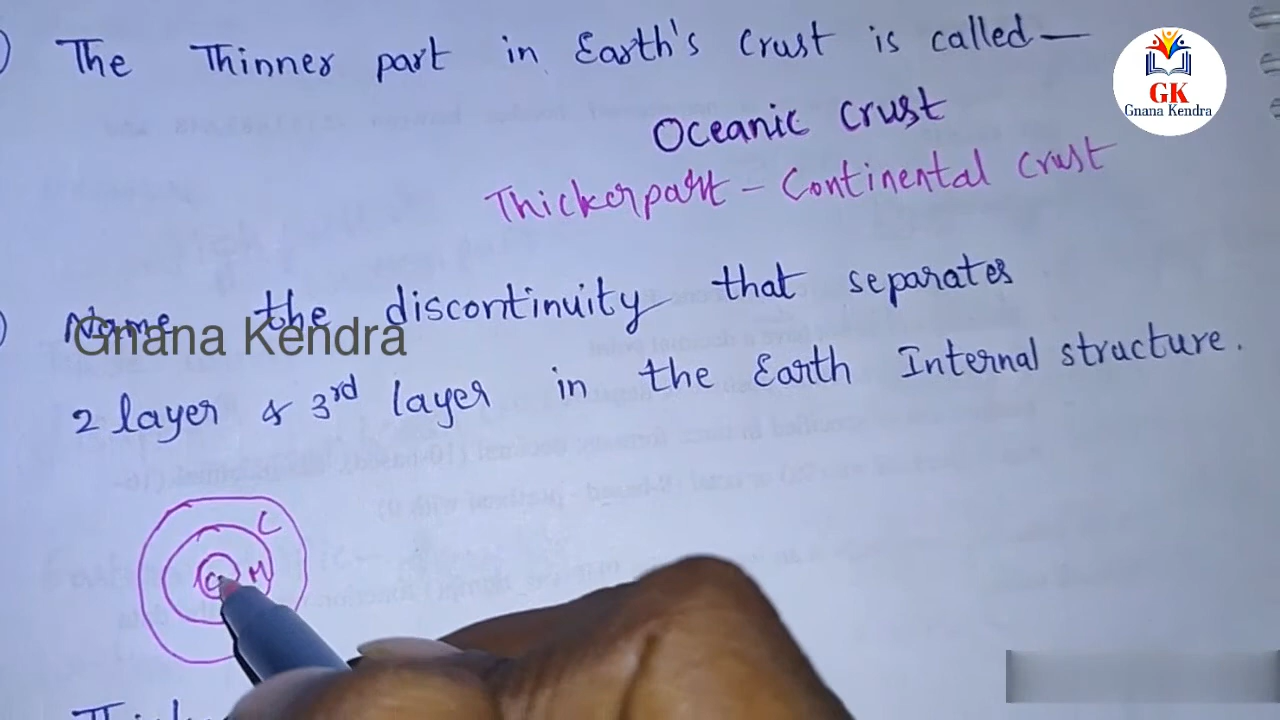 The Thinner part in Earth's Crust is called—
GK
Gnana Kendra
Oceanic Crust
Thickerpart - Continental Crust
Name the discontinuity that separates
Gnana Kendra
2 layer & 3rd layer in the Earth Internal structure.
C
M
C